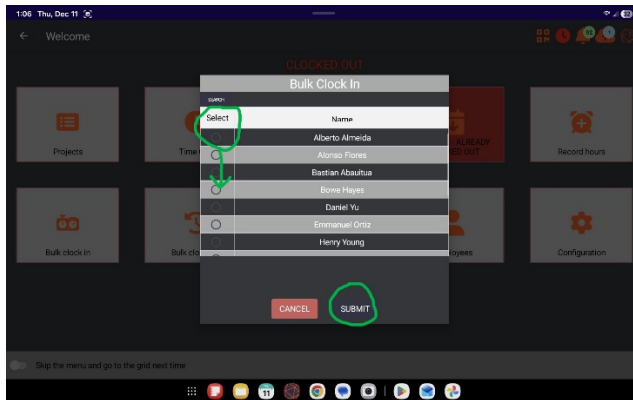 1:06 Thu, Dec 11
Welcome
CLOCKED OUT
Bulk Clock In
SEARCH
Select Name
Alberto Almeida
Alonso Flores
Bastian Abauitua
Bowe Hayes
Daniel Yu
Emmanuel Ortiz
Henry Young
Projects
Time
ALREADY
OUT
Record hours
Bulk clock in
Bulk clo
loyees
Configuration
CANCEL SUBMIT
Skip the menu and go to the grid next time
11